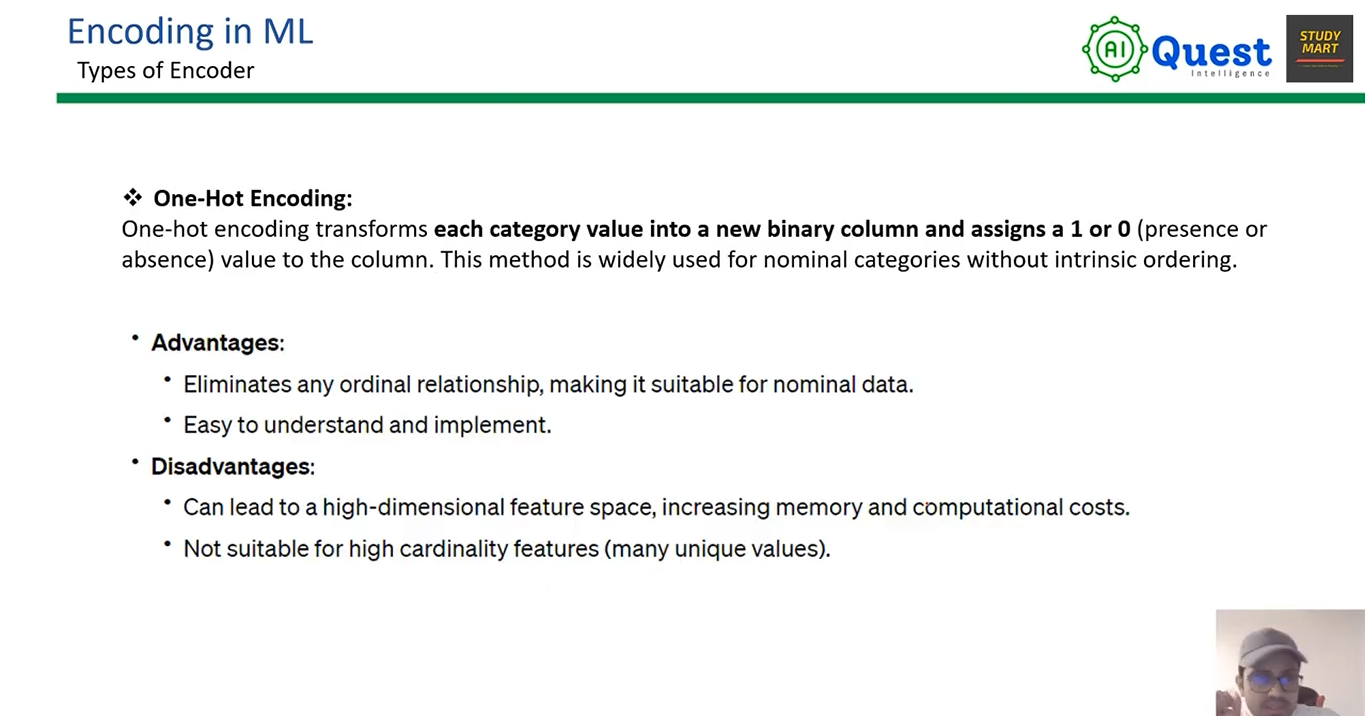 Encoding in ML
Types of Encoder
AI Quest
Intelligence
STUDY
MART
❖ One-Hot Encoding:
One-hot encoding transforms each category value into a new binary column and assigns a 1 or 0 (presence or
absence) value to the column. This method is widely used for nominal categories without intrinsic ordering.
• Advantages:
• Eliminates any ordinal relationship, making it suitable for nominal data.
• Easy to understand and implement.
• Disadvantages:
• Can lead to a high-dimensional feature space, increasing memory and computational costs.
• Not suitable for high cardinality features (many unique values).